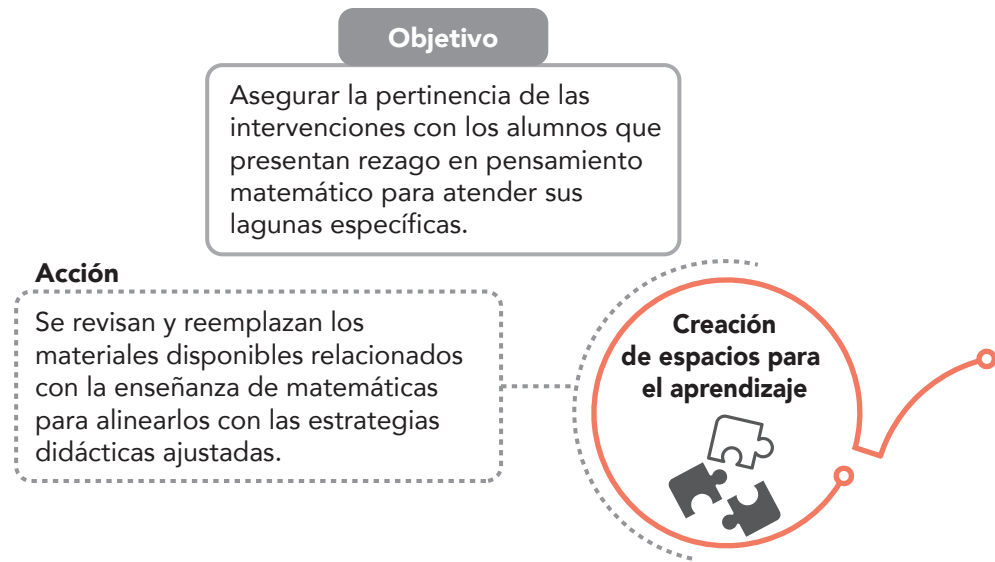 Objetivo
Asegurar la pertinencia de las
intervenciones con los alumnos que
presentan rezago en pensamiento
matemático para atender sus
lagunas específicas.
Acción
Se revisan y reemplazan los
materiales disponibles relacionados
con la enseñanza de matemáticas
para alinearlos con las estrategias
didácticas ajustadas.
Creación
de espacios para
el aprendizaje